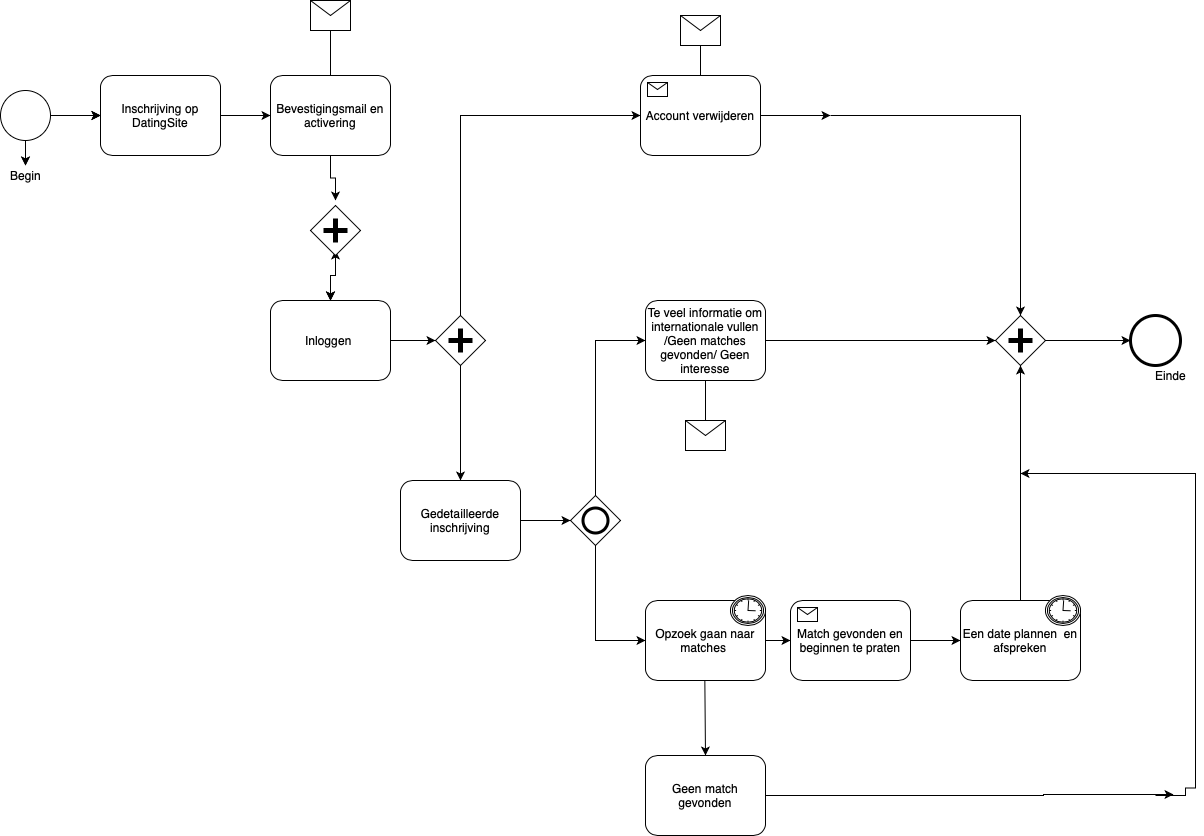 Inschrijving op
DatingSite
Bevestigingsmail en
activering
Account verwijderen
Begin
Inloggen
Te veel informatie om
internationale vullen
/Geen matches
gevonden/ Geen
interesse
Einde
Gedetailleerde
inschrijving
Opzoek gaan naar
matches
Match gevonden en
beginnen te praten
Een date plannen en
afspreken
Geen match
gevonden